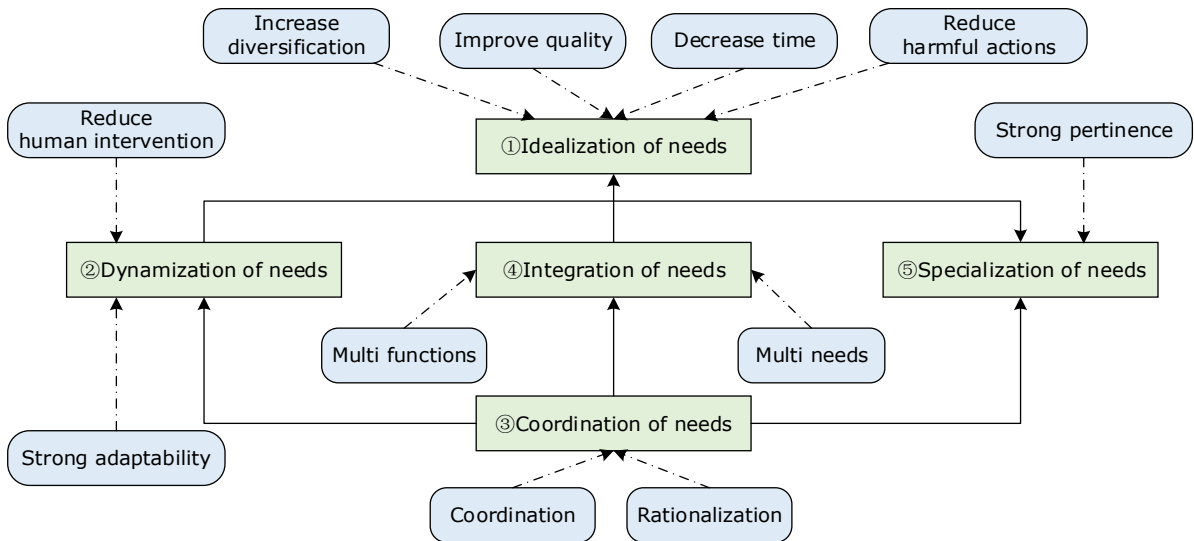 Increase
diversification
Improve quality
Decrease time
Reduce
harmful actions
Reduce
human intervention
①Idealization of needs
Strong pertinence
②Dynamization of needs
④Integration of needs
⑤Specialization of needs
Multi functions
Multi needs
③Coordination of needs
Strong adaptability
Coordination
Rationalization